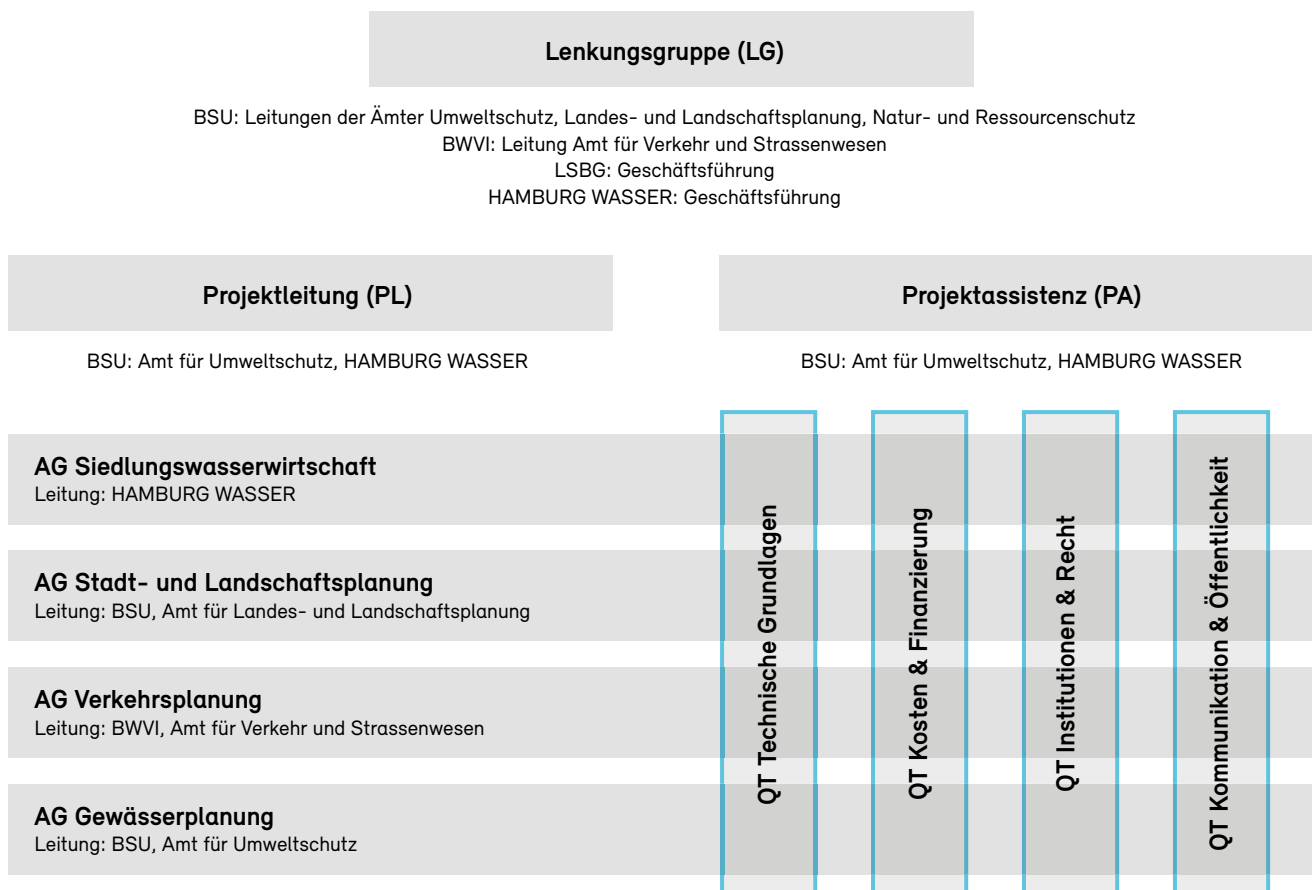 Lenkungsgruppe (LG)
BSU: Leitungen der Ämter Umweltschutz, Landes- und Landschaftsplanung, Natur- und Ressourcenschutz
BWVI: Leitung Amt für Verkehr und Strassenwesen
LSBG: Geschäftsführung
HAMBURG WASSER: Geschäftsführung
Projektleitung (PL)
BSU: Amt für Umweltschutz, HAMBURG WASSER
Projektassistenz (PA)
BSU: Amt für Umweltschutz, HAMBURG WASSER
AG Siedlungswasserwirtschaft
Leitung: HAMBURG WASSER
AG Stadt- und Landschaftsplanung
Leitung: BSU, Amt für Landes- und Landschaftsplanung
AG Verkehrsplanung
Leitung: BWVI, Amt für Verkehr und Strassenwesen
AG Gewässerplanung
Leitung: BSU, Amt für Umweltschutz
QT Technische Grundlagen
QT Kosten & Finanzierung
QT Institutionen & Recht
QT Kommunikation & Öffentlichkeit